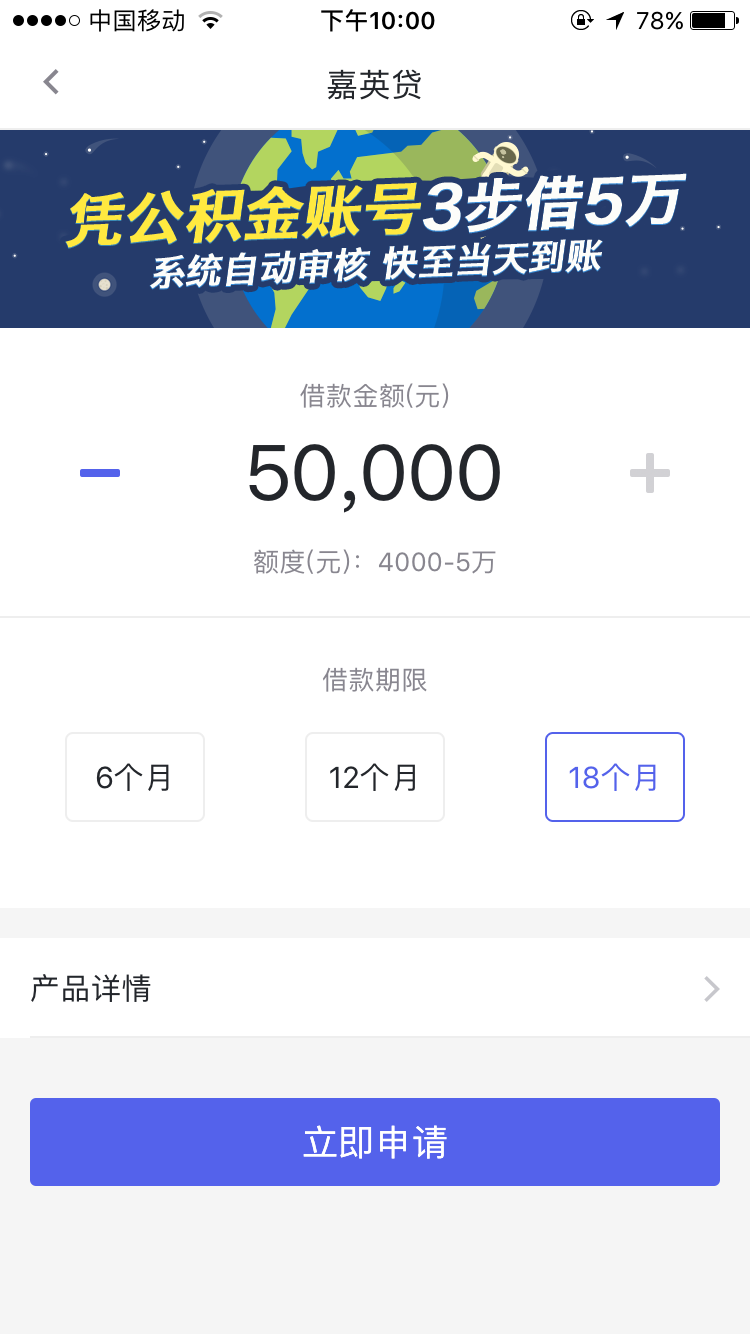 中国移动 下午10:00 78%
嘉英贷
凭公积金账号3步借5万
系统自动审核 快至当天到账
借款金额(元)
50,000
额度(元)：4000-5万
借款期限
6个月 12个月 18个月
产品详情
立即申请